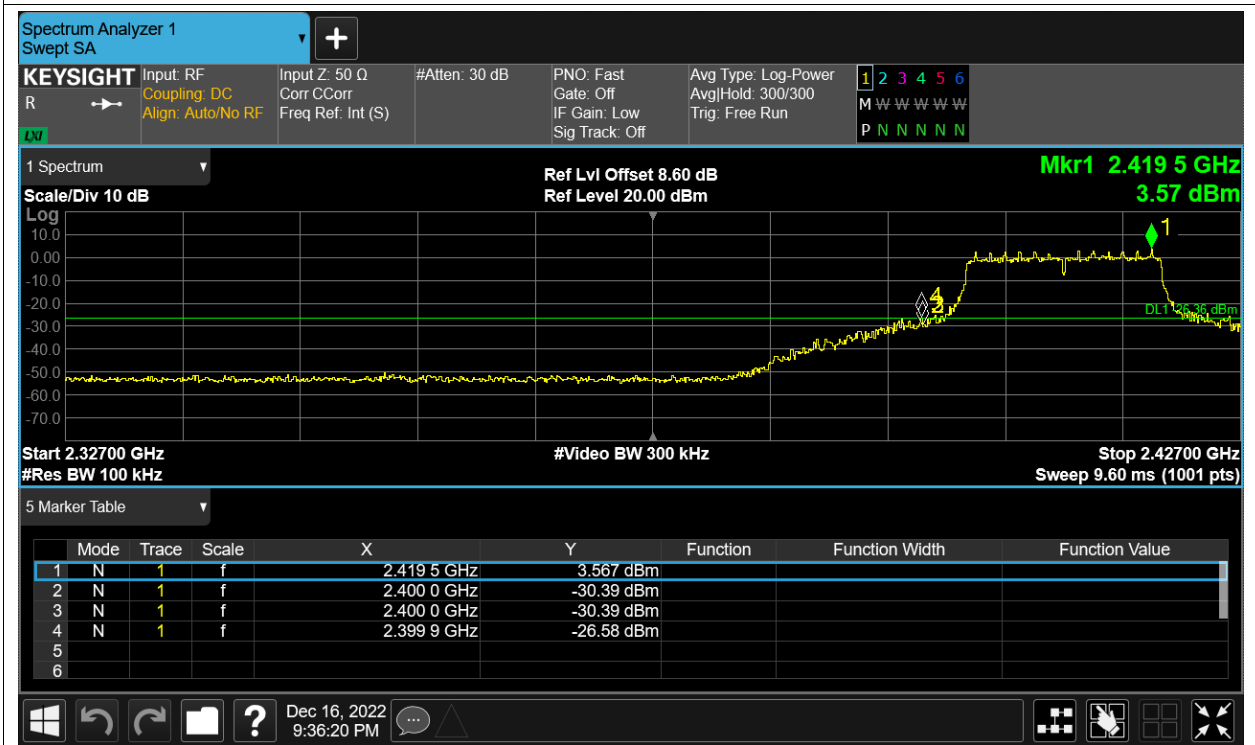 Spectrum Analyzer 1
Swept SA
KEYSIGHT
R
LXI
Input: RF
Coupling: DC
Align: Auto/No RF
Input Z: 50 Ω
Corr CCorr
Freq Ref: Int (S)
#Atten: 30 dB
PNO: Fast
Gate: Off
IF Gain: Low
Sig Track: Off
Avg Type: Log-Power
Avg|Hold: 300/300
Trig: Free Run
1 2 3 4 5 6
M W W W W W
P N N N N N
1 Spectrum
Scale/Div 10 dB
Ref Lvl Offset 8.60 dB
Ref Level 20.00 dBm
Mkr1 2.419 5 GHz
3.57 dBm
Log
10.0
0.00
-10.0
-20.0
-30.0
-40.0
-50.0
-60.0
-70.0
1
4
DL1 -26.36 dBm
Start 2.32700 GHz
#Res BW 100 kHz
#Video BW 300 kHz
Stop 2.42700 GHz
Sweep 9.60 ms (1001 pts)
5 Marker Table
Mode Trace Scale X Y Function Function Width Function Value
1 N 1 f 2.419 5 GHz 3.567 dBm
2 N 1 f 2.400 0 GHz -30.39 dBm
3 N 1 f 2.400 0 GHz -30.39 dBm
4 N 1 f 2.399 9 GHz -26.58 dBm
5
6
?
Dec 16, 2022
9:36:20 PM